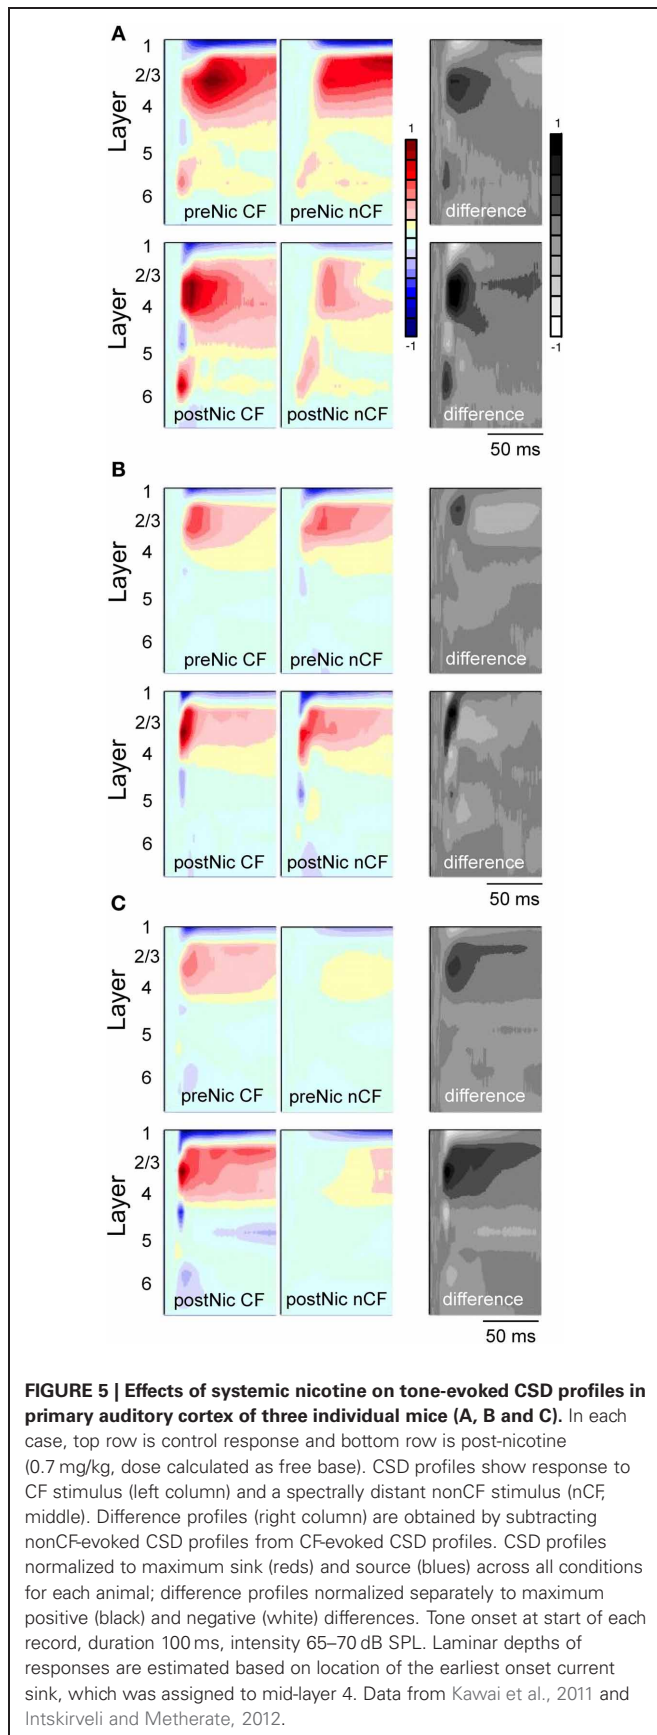 A
1
2/3
4
5
6
Layer
preNic CF
preNic nCF
1
-1
difference
1
-1
1
2/3
4
5
6
Layer
postNic CF
postNic nCF
difference
50 ms
B
1
2/3
4
5
6
Layer
preNic CF
preNic nCF
difference
1
2/3
4
5
6
Layer
postNic CF
postNic nCF
difference
50 ms
C
1
2/3
4
5
6
Layer
preNic CF
preNic nCF
difference
1
2/3
4
5
6
Layer
postNic CF
postNic nCF
difference
50 ms
FIGURE 5 | Effects of systemic nicotine on tone-evoked CSD profiles in
primary auditory cortex of three individual mice (A, B and C). In each
case, top row is control response and bottom row is post-nicotine
(0.7 mg/kg, dose calculated as free base). CSD profiles show response to
CF stimulus (left column) and a spectrally distant nonCF stimulus (nCF,
middle). Difference profiles (right column) are obtained by subtracting
nonCF-evoked CSD profiles from CF-evoked CSD profiles. CSD profiles
normalized to maximum sink (reds) and source (blues) across all conditions
for each animal; difference profiles normalized separately to maximum
positive (black) and negative (white) differences. Tone onset at start of each
record, duration 100 ms, intensity 65–70 dB SPL. Laminar depths of
responses are estimated based on location of the earliest onset current
sink, which was assigned to mid-layer 4. Data from Kawai et al., 2011 and
Intskirveli and Metherate, 2012.